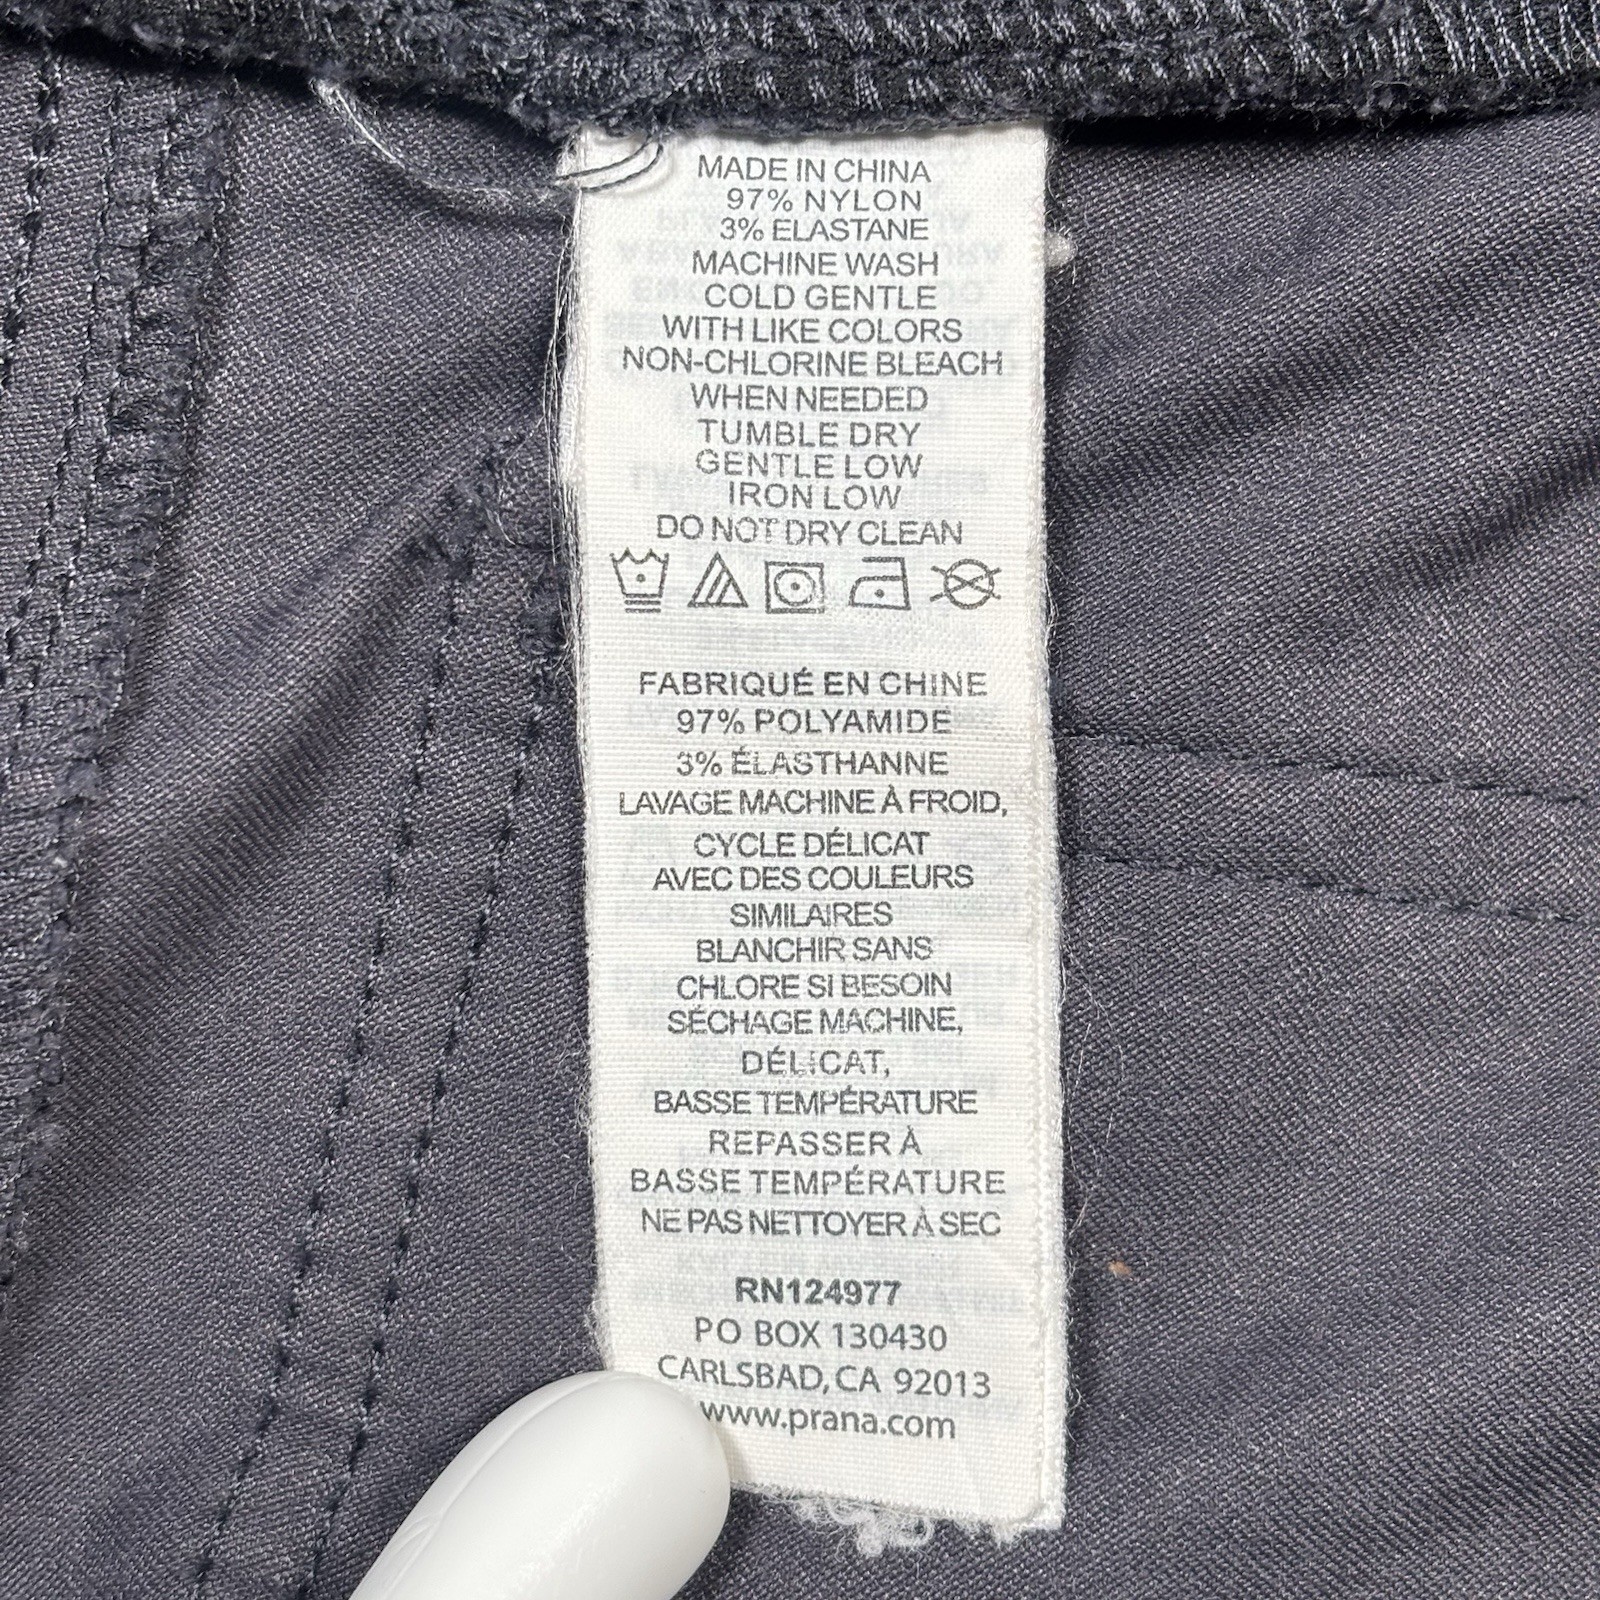 MADE IN CHINA
97% NYLON
3% ELASTANE
MACHINE WASH
COLD GENTLE
WITH LIKE COLORS
NON-CHLORINE BLEACH
WHEN NEEDED
TUMBLE DRY
GENTLE LOW
IRON LOW
DO NOT DRY CLEAN
FABRIQUÉ EN CHINE
97% POLYAMIDE
3% ÉLASTHANNE
LAVAGE MACHINE À FROID,
CYCLE DÉLICAT
AVEC DES COULEURS
SIMILAIRES
BLANCHIR SANS
CHLORE SI BESOIN
SÉCHAGE MACHINE,
DÉLICAT,
BASSE TEMPÉRATURE
REPASSER À
BASSE TEMPÉRATURE
NE PAS NETTOYER À SEC
RN124977
PO BOX 130430
CARLSBAD, CA 92013
www.prana.com